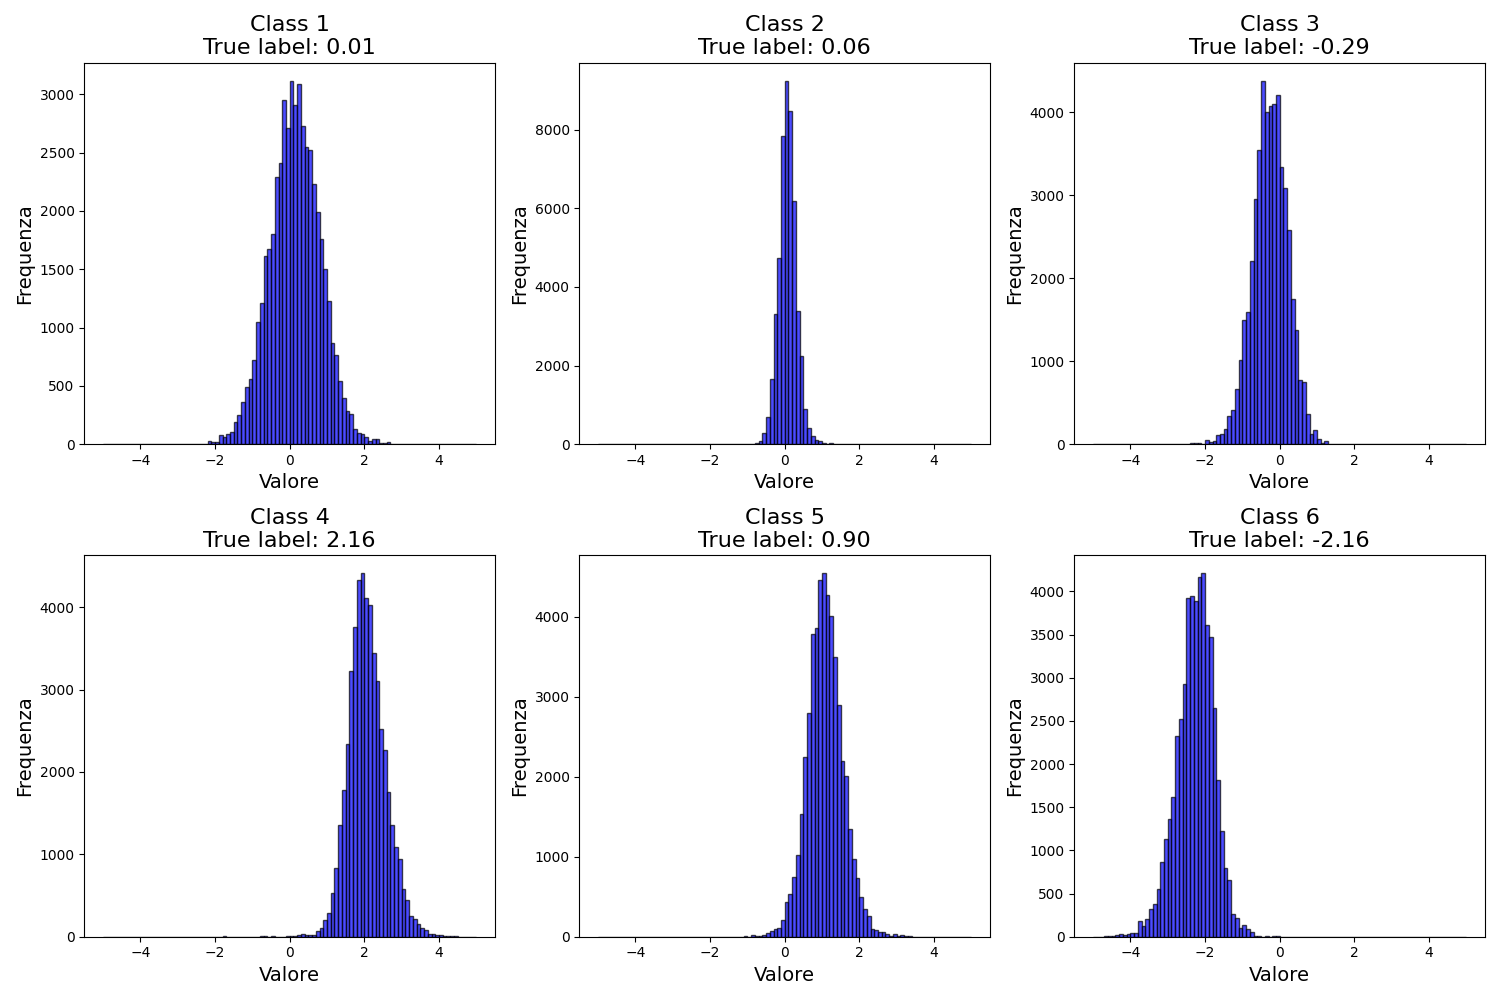 Class 1
True label: 0.01
Class 2
True label: 0.06
Class 3
True label: -0.29
3000
2500
2000
1500
1000
500
0
Frequenza
−4 −2 0 2 4
Valore
8000
6000
4000
2000
0
Frequenza
−4 −2 0 2 4
Valore
4000
3000
2000
1000
0
Frequenza
−4 −2 0 2 4
Valore
Class 4
True label: 2.16
Class 5
True label: 0.90
Class 6
True label: -2.16
4000
3000
2000
1000
0
Frequenza
−4 −2 0 2 4
Valore
4000
3000
2000
1000
0
Frequenza
−4 −2 0 2 4
Valore
4000
3500
3000
2500
2000
1500
1000
500
0
Frequenza
−4 −2 0 2 4
Valore